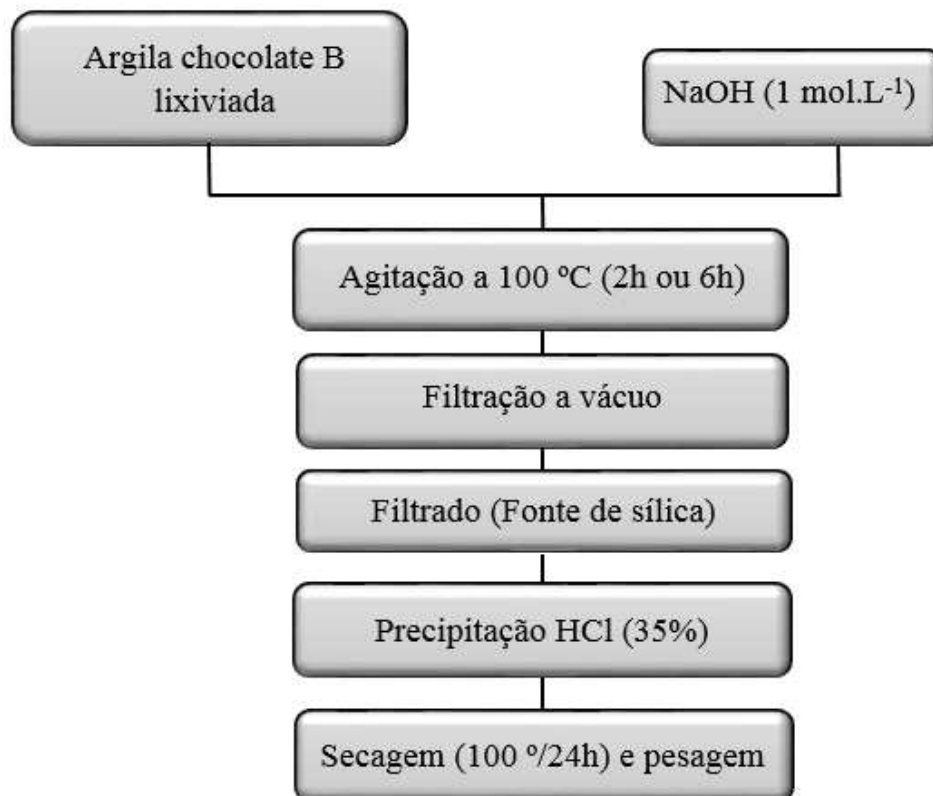 Argila chocolate B
lixiviada
NaOH (1 mol.L⁻¹)
Agitação a 100 ºC (2h ou 6h)
Filtração a vácuo
Filtrado (Fonte de sílica)
Precipitação HCl (35%)
Secagem (100 º/24h) e pesagem